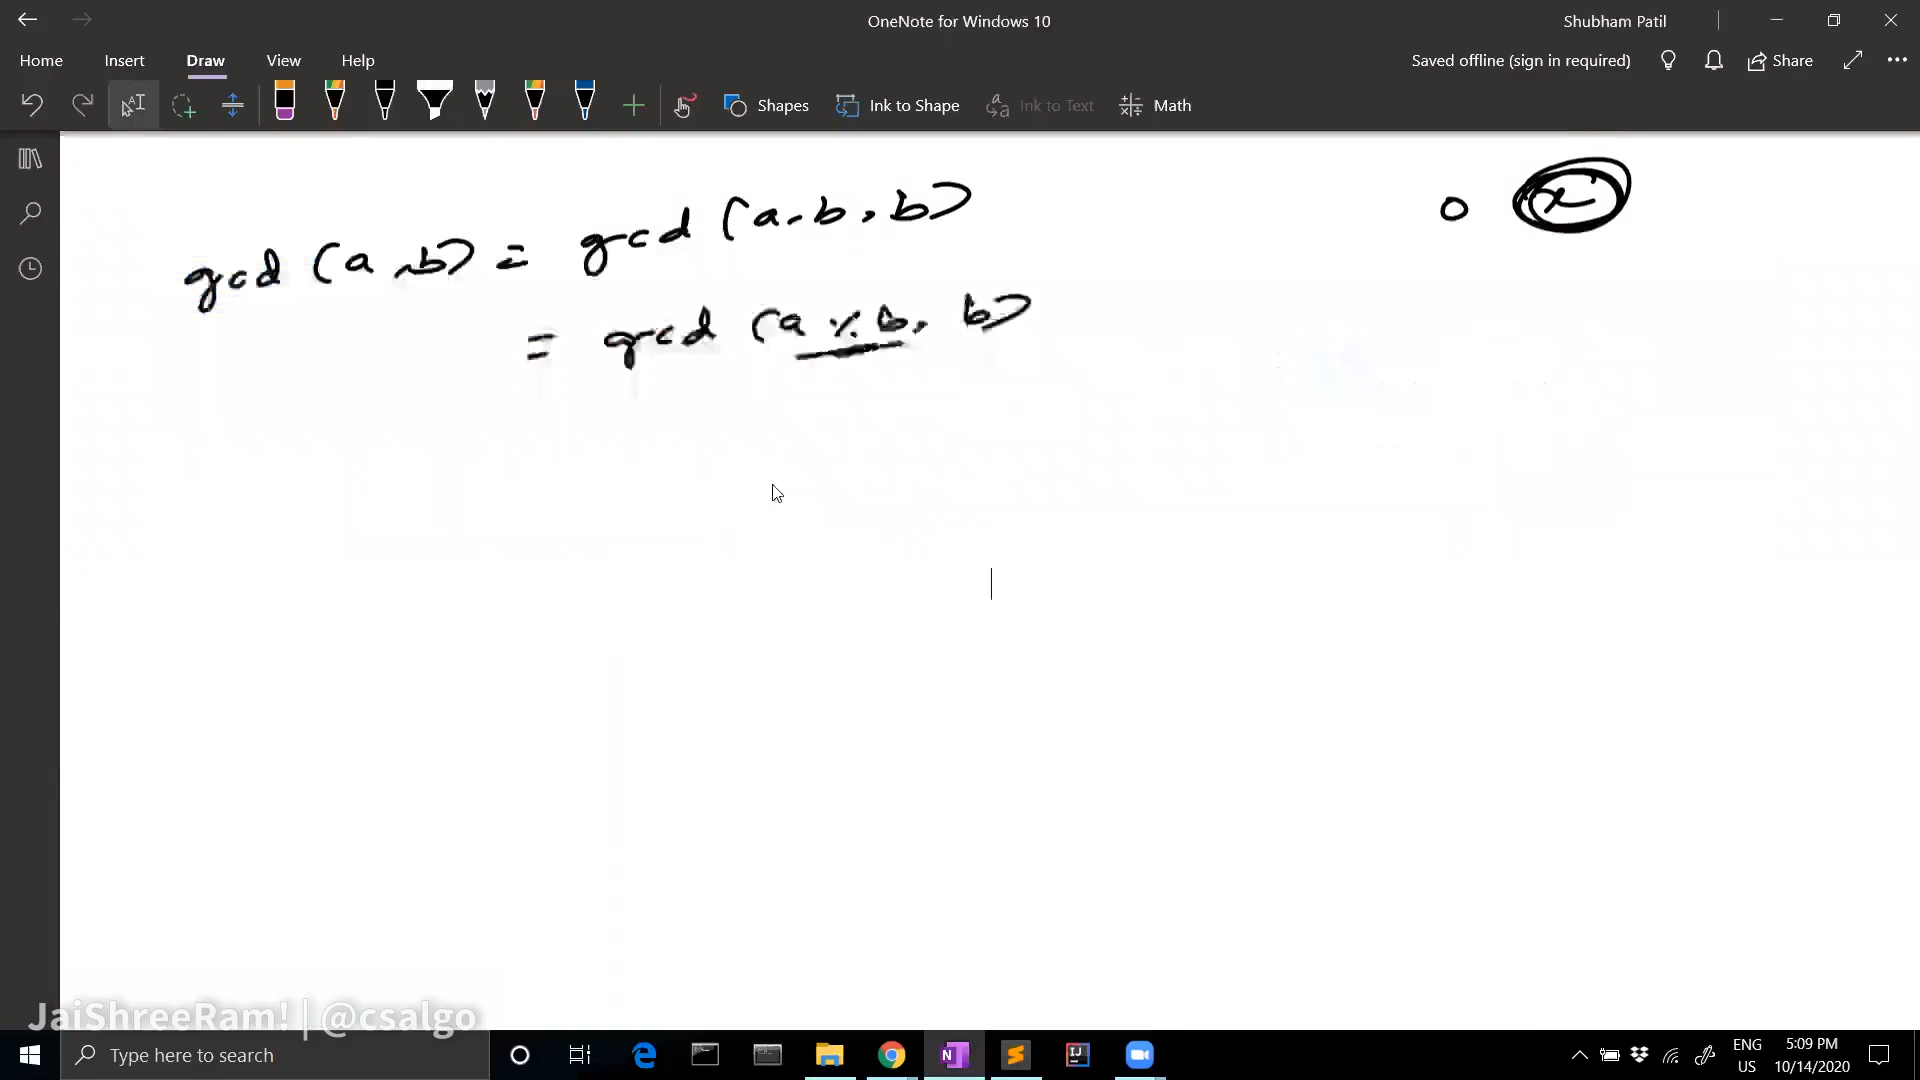 OneNote for Windows 10
Shubham Patil
Home Insert Draw View Help
Saved offline (sign in required) Share
Shapes Ink to Shape Ink to Text Math
gcd (a, b) = gcd (a-b, b)
= gcd (a % b, b)
0 x
JaiShreeRam! | @csalgo
Type here to search
ENG
US
5:09 PM
10/14/2020